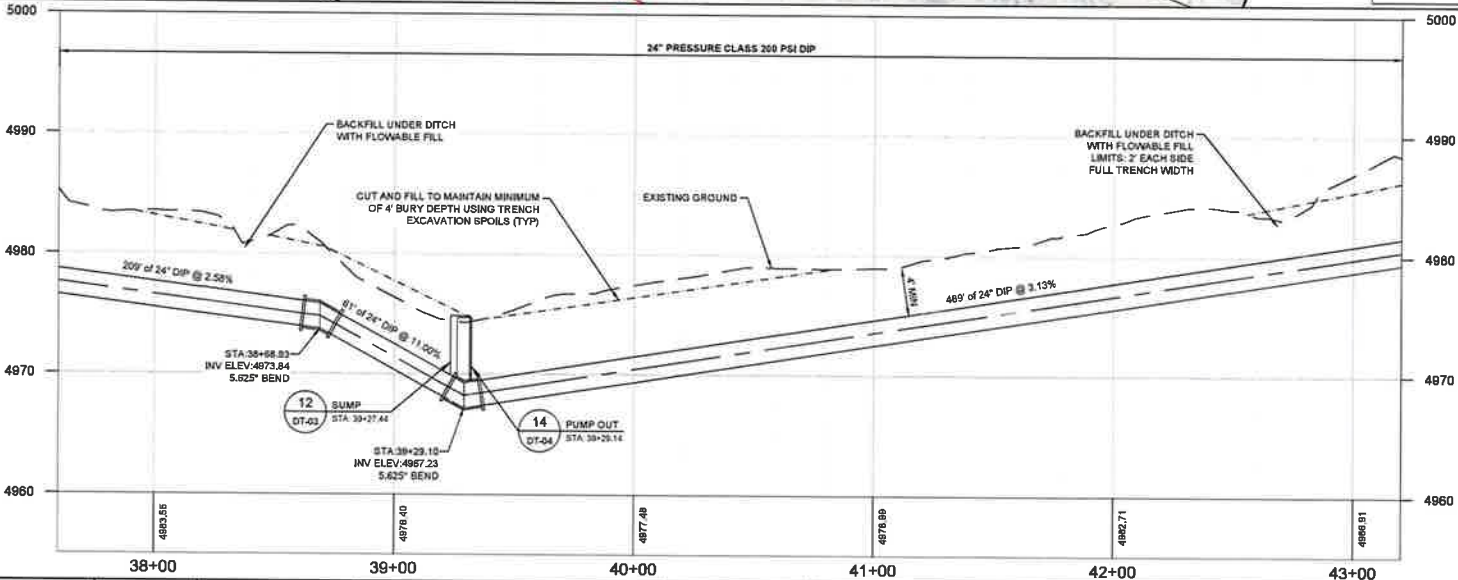 5000
5000
24" PRESSURE CLASS 200 PSI DIP
4990
4990
BACKFILL UNDER DITCH
WITH FLOWABLE FILL
BACKFILL UNDER DITCH
WITH FLOWABLE FILL
LIMITS: 2' EACH SIDE
FULL TRENCH WIDTH
CUT AND FILL TO MAINTAIN MINIMUM
OF 4' BURY DEPTH USING TRENCH
EXCAVATION SPOILS (TYP)
EXISTING GROUND
4980
4980
209' of 24" DIP @ 2.58%
61' of 24" DIP @ 11.00%
4' MIN
469' of 24" DIP @ 3.13%
STA:38+68.93
INV ELEV:4973.84
5.625° BEND
4970
4970
12
DT-03
SUMP
STA: 39+27.44
14
DT-04
PUMP OUT
STA: 39+29.14
STA:39+29.10
INV ELEV:4967.23
5.625° BEND
4960
4960
4983.55
4976.40
4977.48
4978.99
4982.71
38+00
39+00
40+00
41+00
42+00
43+00